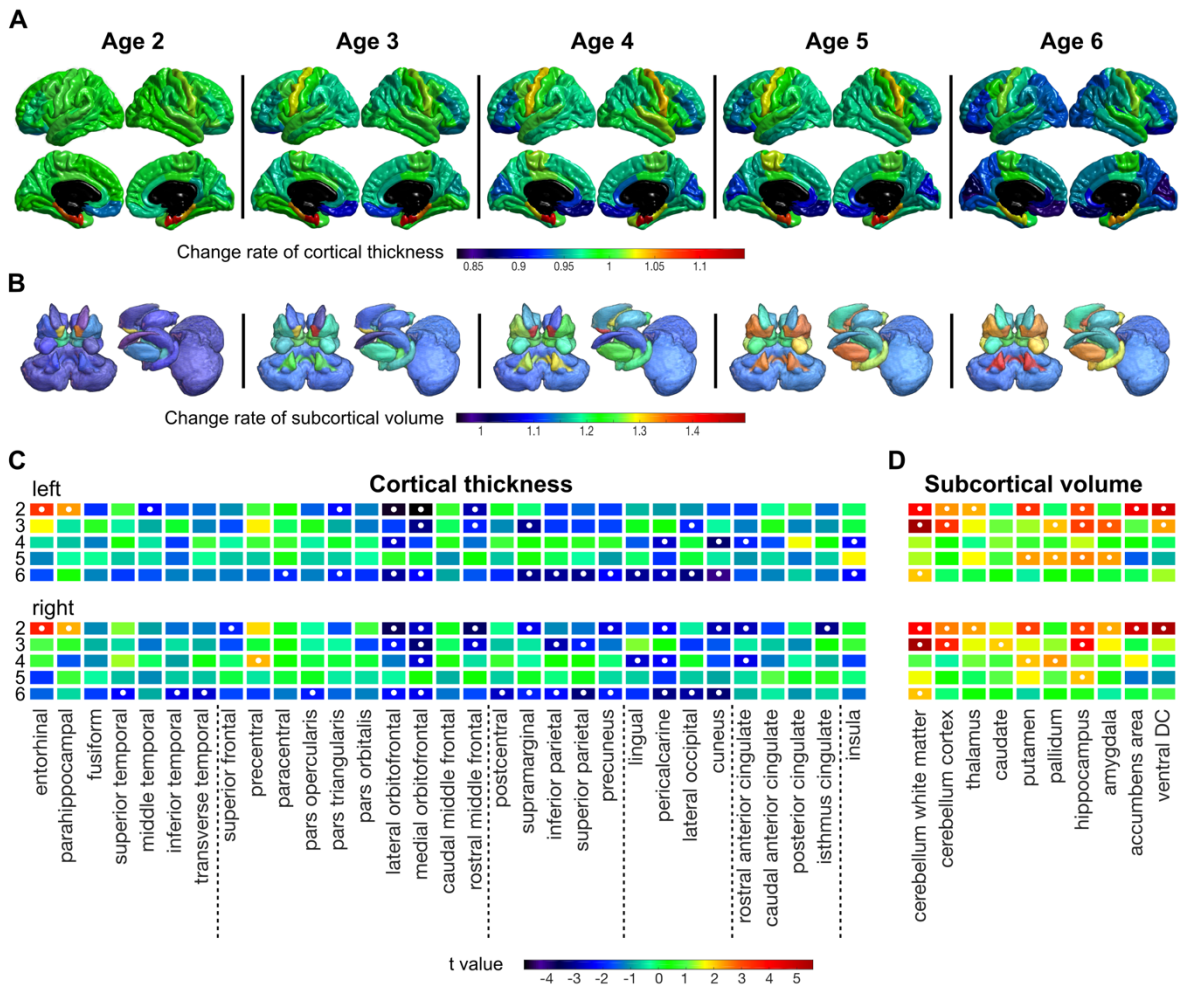 A
Age 2 Age 3 Age 4 Age 5 Age 6
Change rate of cortical thickness
0.85 0.9 0.95 1 1.05 1.1
B
Change rate of subcortical volume
1 1.1 1.2 1.3 1.4
C
Cortical thickness
left
2
3
4
5
6
right
2
3
4
5
6
entorhinal
parahippocampal
fusiform
superior temporal
middle temporal
inferior temporal
transverse temporal
superior frontal
precentral
paracentral
pars opercularis
pars triangularis
pars orbitalis
lateral orbitofrontal
medial orbitofrontal
caudal middle frontal
rostral middle frontal
postcentral
supramarginal
inferior parietal
superior parietal
precuneus
lingual
pericalcarine
lateral occipital
cuneus
rostral anterior cingulate
caudal anterior cingulate
posterior cingulate
isthmus cingulate
insula
D
Subcortical volume
cerebellum white matter
cerebellum cortex
thalamus
caudate
putamen
pallidum
hippocampus
amygdala
accumbens area
ventral DC
t value
-4 -3 -2 -1 0 1 2 3 4 5